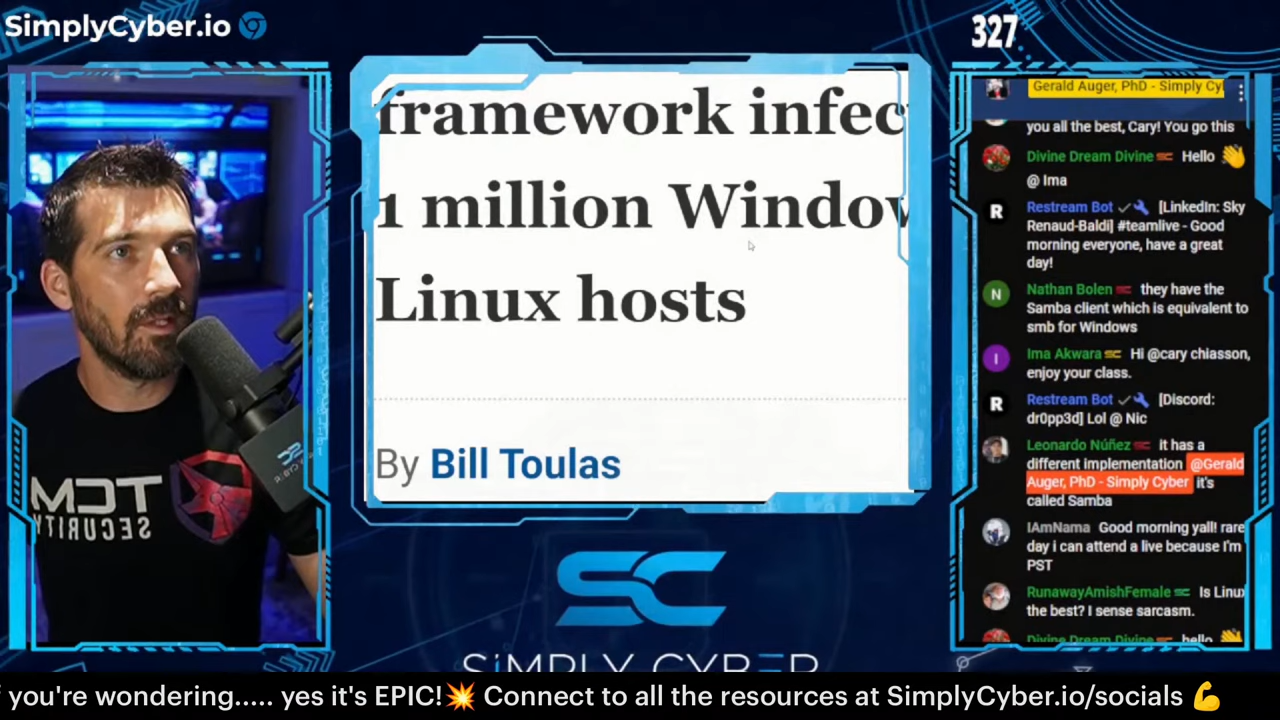 SimplyCyber.io
327
framework infec
1 million Window
Linux hosts
By Bill Toulas
TCM
SECURITY
SC
SIMPLY CYBER
Gerald Auger, PhD - Simply Cy
you all the best, Cary! You go this
Divine Dream Divine Hello 👋
@ Ima
Restream Bot [LinkedIn: Sky
Renaud-Baldi] #teamlive - Good
morning everyone, have a great
day!
Nathan Bolen they have the
Samba client which is equivalent to
smb for Windows
Ima Akwara Hi @cary chiasson,
enjoy your class.
Restream Bot [Discord:
dr0pp3d] Lol @ Nic
Leonardo Núñez it has a
different implementation @Gerald
Auger, PhD - Simply Cyber it's
called Samba
IAmNama Good morning yall! rare
day i can attend a live because I'm
PST
RunawayAmishFemale Is Linux
the best? I sense sarcasm.
Divine Dream Divine hello 👋
f you're wondering..... yes it's EPIC!💥 Connect to all the resources at SimplyCyber.io/socials 💪